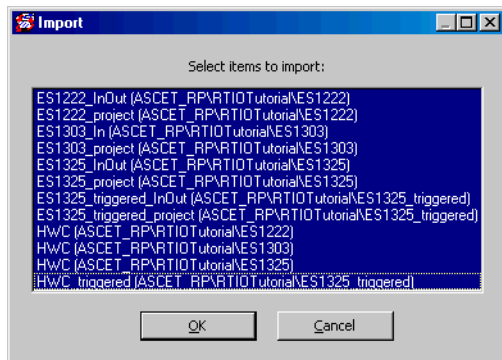 Import
Select items to import:
ES1222_InOut (ASCET_RP\RTIOTutorial\ES1222)
ES1222_project (ASCET_RP\RTIOTutorial\ES1222)
ES1303_In (ASCET_RP\RTIOTutorial\ES1303)
ES1303_project (ASCET_RP\RTIOTutorial\ES1303)
ES1325_InOut (ASCET_RP\RTIOTutorial\ES1325)
ES1325_project (ASCET_RP\RTIOTutorial\ES1325)
ES1325_triggered_InOut (ASCET_RP\RTIOTutorial\ES1325_triggered)
ES1325_triggered_project (ASCET_RP\RTIOTutorial\ES1325_triggered)
HWC (ASCET_RP\RTIOTutorial\ES1222)
HWC (ASCET_RP\RTIOTutorial\ES1303)
HWC (ASCET_RP\RTIOTutorial\ES1325)
HWC_triggered (ASCET_RP\RTIOTutorial\ES1325_triggered)
OK Cancel